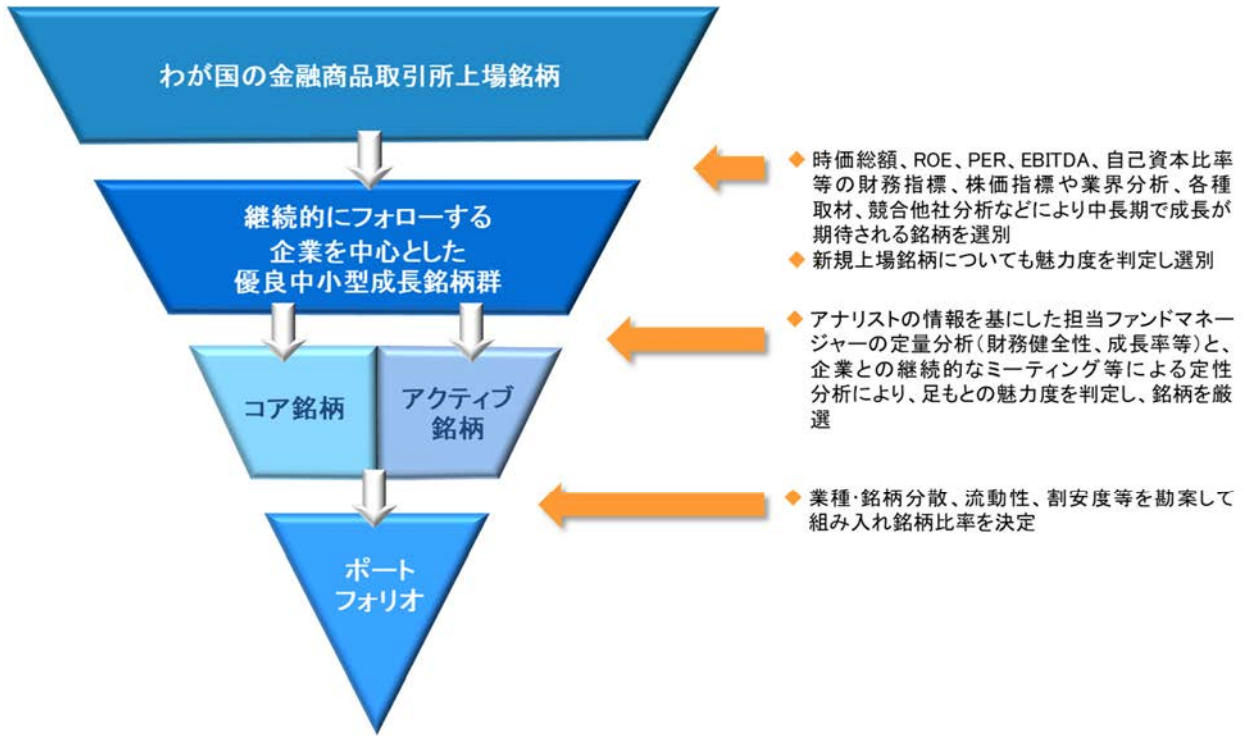 わが国の金融商品取引所上場銘柄
◆ 時価総額、ROE、PER、EBITDA、自己資本比率
等の財務指標、株価指標や業界分析、各種
取材、競合他社分析などにより中長期で成長が
期待される銘柄を選別
◆ 新規上場銘柄についても魅力度を判定し選別
継続的にフォローする
企業を中心とした
優良中小型成長銘柄群
◆ アナリストの情報を基にした担当ファンドマネー
ジャーの定量分析(財務健全性、成長率等)と、
企業との継続的なミーティング等による定性
分析により、足もとの魅力度を判定し、銘柄を厳
選
コア銘柄
アクティブ
銘柄
◆ 業種・銘柄分散、流動性、割安度等を勘案して
組み入れ銘柄比率を決定
ポート
フォリオ